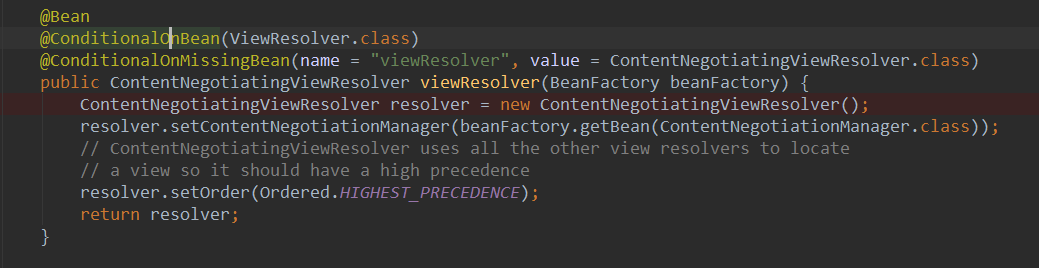 @Bean
@ConditionalOnBean(ViewResolver.class)
@ConditionalOnMissingBean(name = "viewResolver", value = ContentNegotiatingViewResolver.class)
public ContentNegotiatingViewResolver viewResolver(BeanFactory beanFactory) {
    ContentNegotiatingViewResolver resolver = new ContentNegotiatingViewResolver();
    resolver.setContentNegotiationManager(beanFactory.getBean(ContentNegotiationManager.class));
    // ContentNegotiatingViewResolver uses all the other view resolvers to locate
    // a view so it should have a high precedence
    resolver.setOrder(Ordered.HIGHEST_PRECEDENCE);
    return resolver;
}